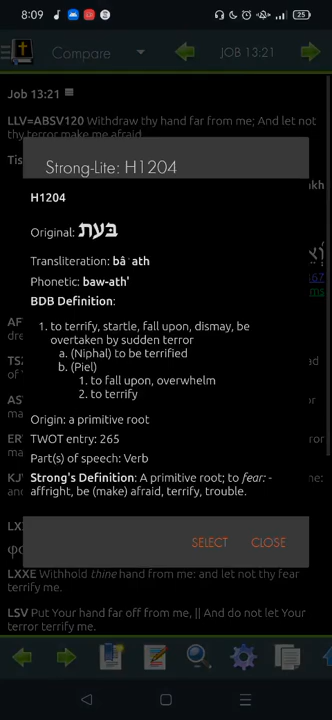 8:09
25
Compare
JOB 13:21
Job 13:21
LLV=ABSV120 Withdraw thy hand far from me; And let not
thy terror make me afraid
Tis
Strong-Lite: H1204
H1204
Original: בּעת
Transliteration: bâ‛ath
Phonetic: baw-ath'
BDB Definition:
1. to terrify, startle, fall upon, dismay, be
overtaken by sudden terror
a. (Niphal) to be terrified
b. (Piel)
1. to fall upon, overwhelm
2. to terrify
Origin: a primitive root
TWOT entry: 265
Part(s) of speech: Verb
Strong's Definition: A primitive root; to fear: -
affright, be (make) afraid, terrify, trouble.
SELECT
CLOSE
LXXE Withhold thine hand from me: and let not thy fear
terrify me.
LSV Put Your hand far off from me, || And do not let Your
terror terrify me.